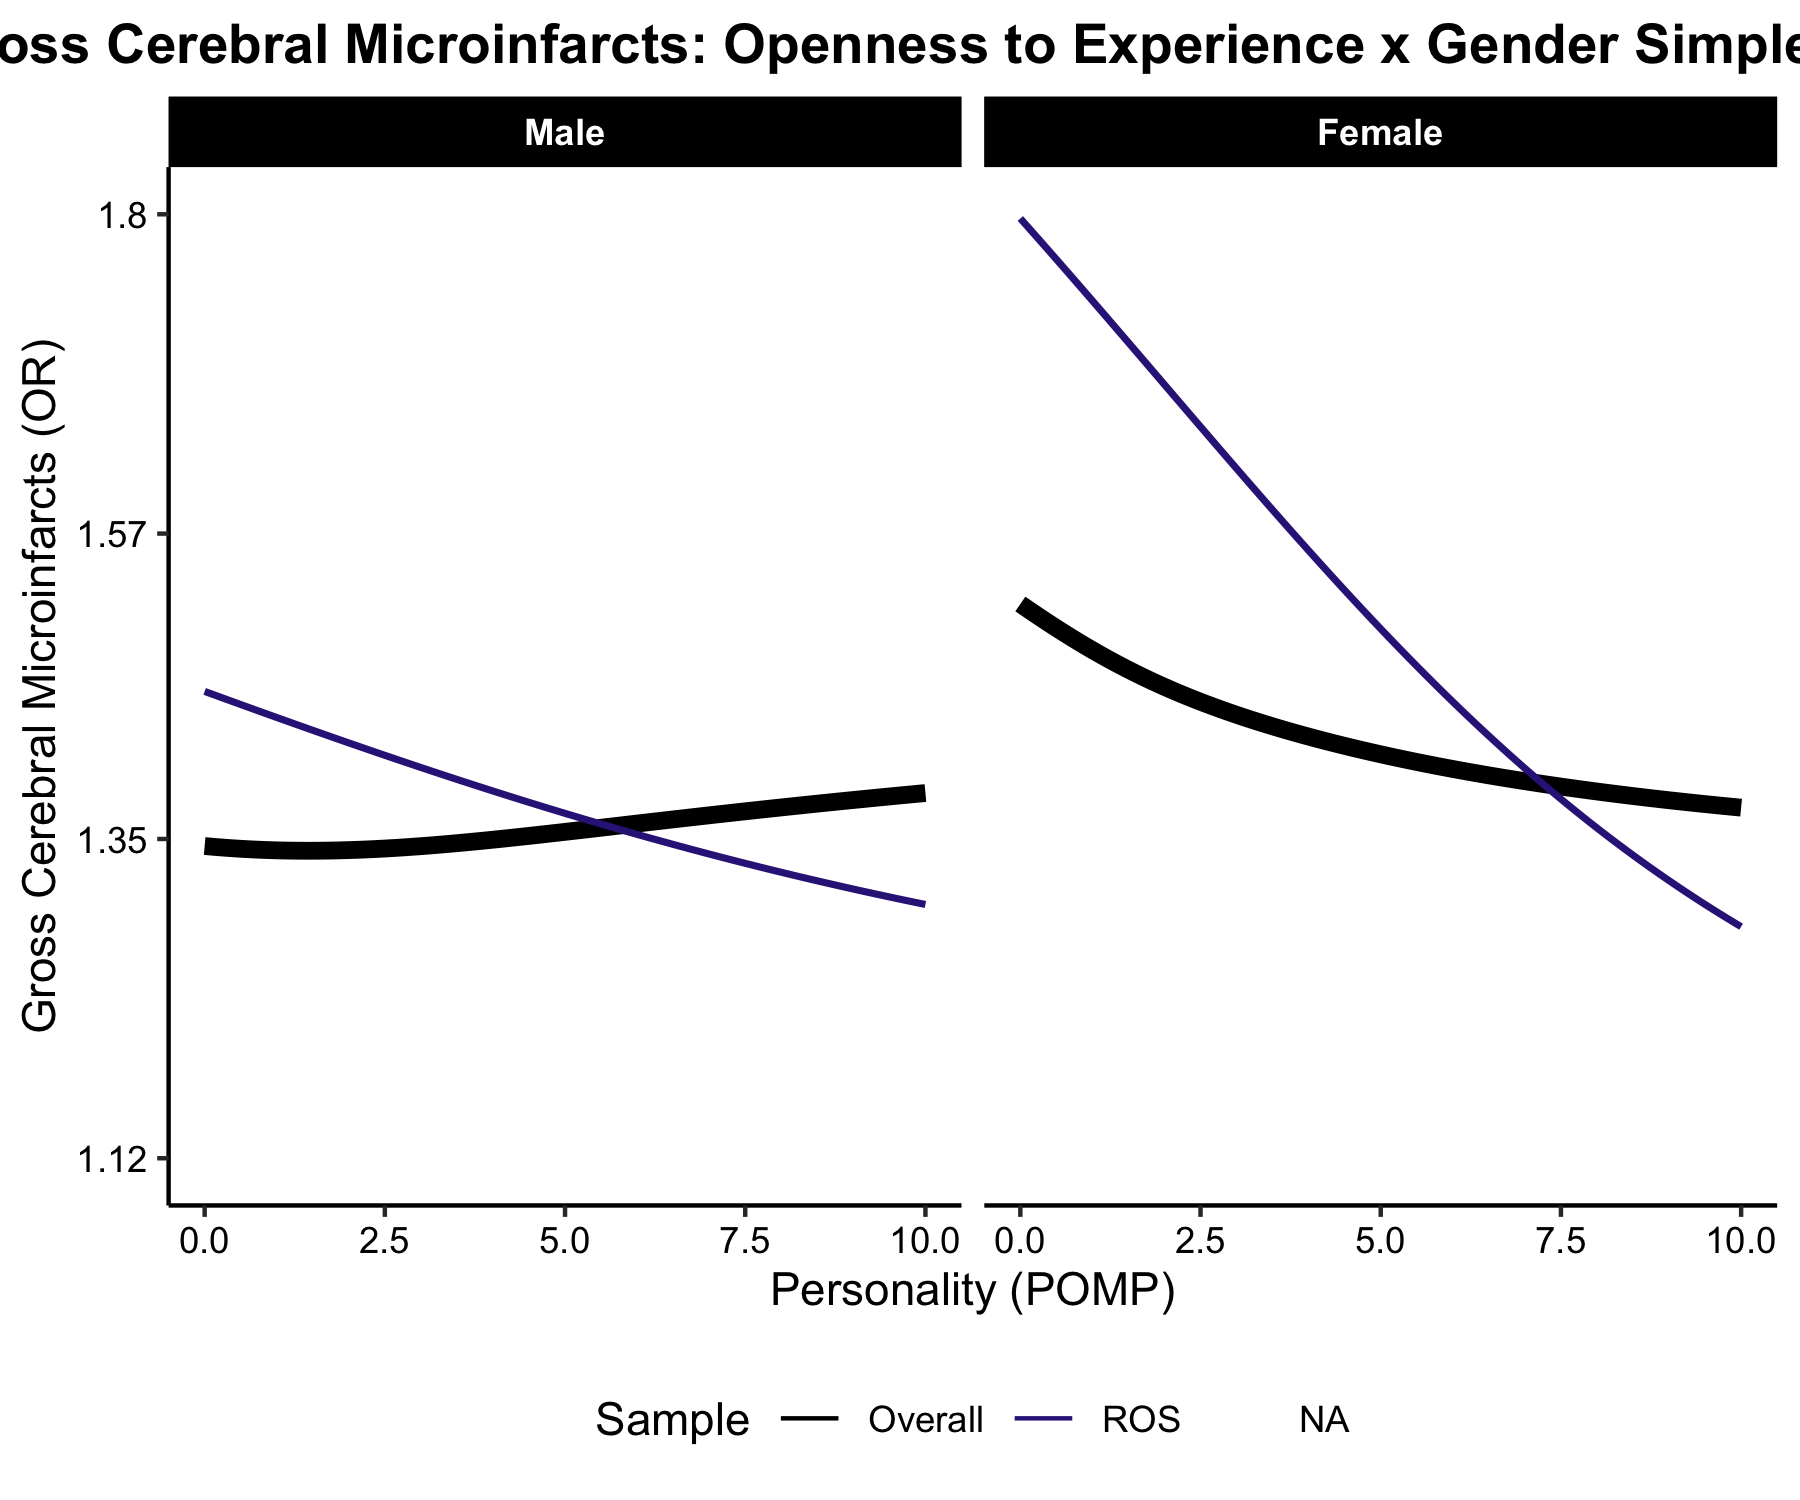 oss Cerebral Microinfarcts: Openness to Experience x Gender Simple
Male Female
Gross Cerebral Microinfarcts (OR)
1.8
1.57
1.35
1.12
0.0 2.5 5.0 7.5 10.0 0.0 2.5 5.0 7.5 10.0
Personality (POMP)
Sample Overall ROS NA